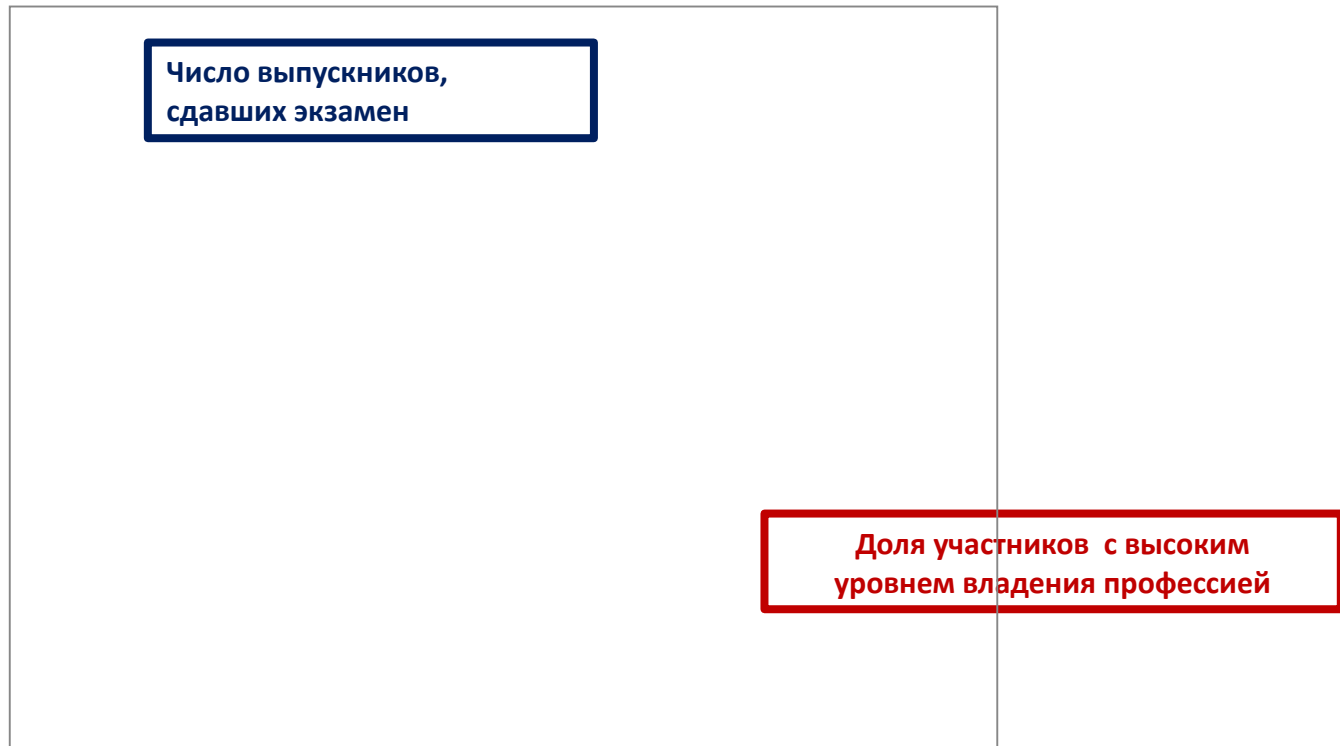 Число выпускников,
сдавших экзамен
Доля участников с высоким
уровнем владения профессией